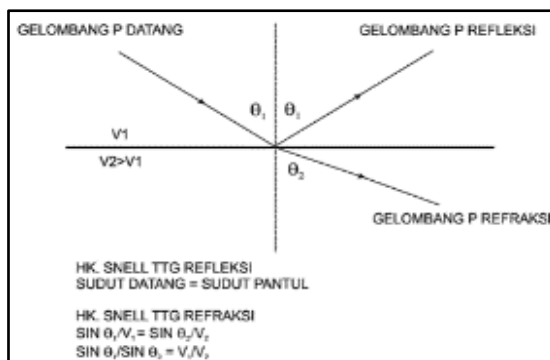 GELOMBANG P DATANG
GELOMBANG P REFLEKSI
θ₁ θ₁
V1
V2>V1
θ₂
GELOMBANG P REFRAKSI
HK. SNELL TTG REFLEKSI
SUDUT DATANG = SUDUT PANTUL
HK. SNELL TTG REFRAKSI
SIN θ₁/V₁= SIN θ₂/V₂
SIN θ₁/SIN θ₂ = V₁/V₂